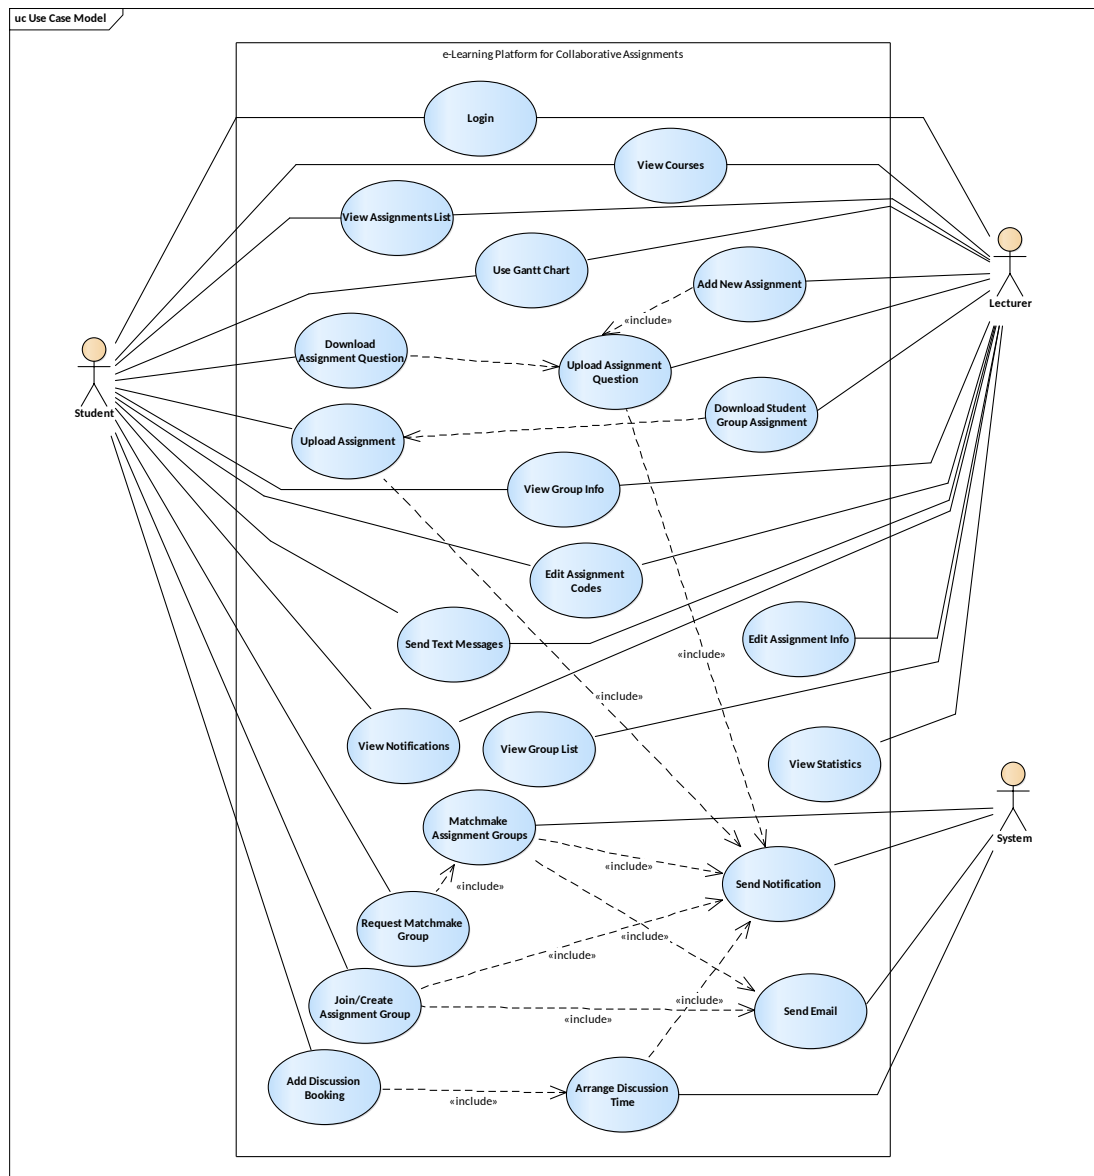 uc Use Case Model
e-Learning Platform for Collaborative Assignments
Login
View Courses
View Assignments List
Use Gantt Chart
Add New Assignment
Lecturer
«include»
Download
Assignment Question
Upload Assignment
Question
Student
Download Student
Group Assignment
Upload Assignment
View Group Info
Edit Assignment
Codes
Send Text Messages
Edit Assignment Info
«include»
«include»
View Notifications
View Group List
View Statistics
Matchmake
Assignment Groups
System
«include»
«include»
Send Notification
Request Matchmake
Group
«include»
«include»
Join/Create
Assignment Group
«include»
Send Email
«include»
Add Discussion
Booking
Arrange Discussion
Time
«include»